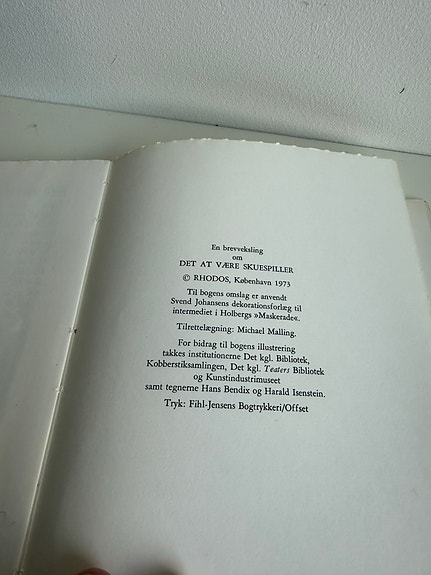 En brevveksling
om
DET AT VÆRE SKUESPILLER
© RHODOS, København 1973
Til bogens omslag er anvendt
Svend Johansens dekorationsforlæg til
intermediet i Holbergs »Maskerade«.
Tilrettelægning: Michael Malling.
For bidrag til bogens illustrering
takkes institutionerne Det kgl. Bibliotek,
Kobberstiksamlingen, Det kgl. Teaters Bibliotek
og Kunstindustrimuseet
samt tegnerne Hans Bendix og Harald Isenstein.
Tryk: Fihl-Jensens Bogtrykkeri/Offset